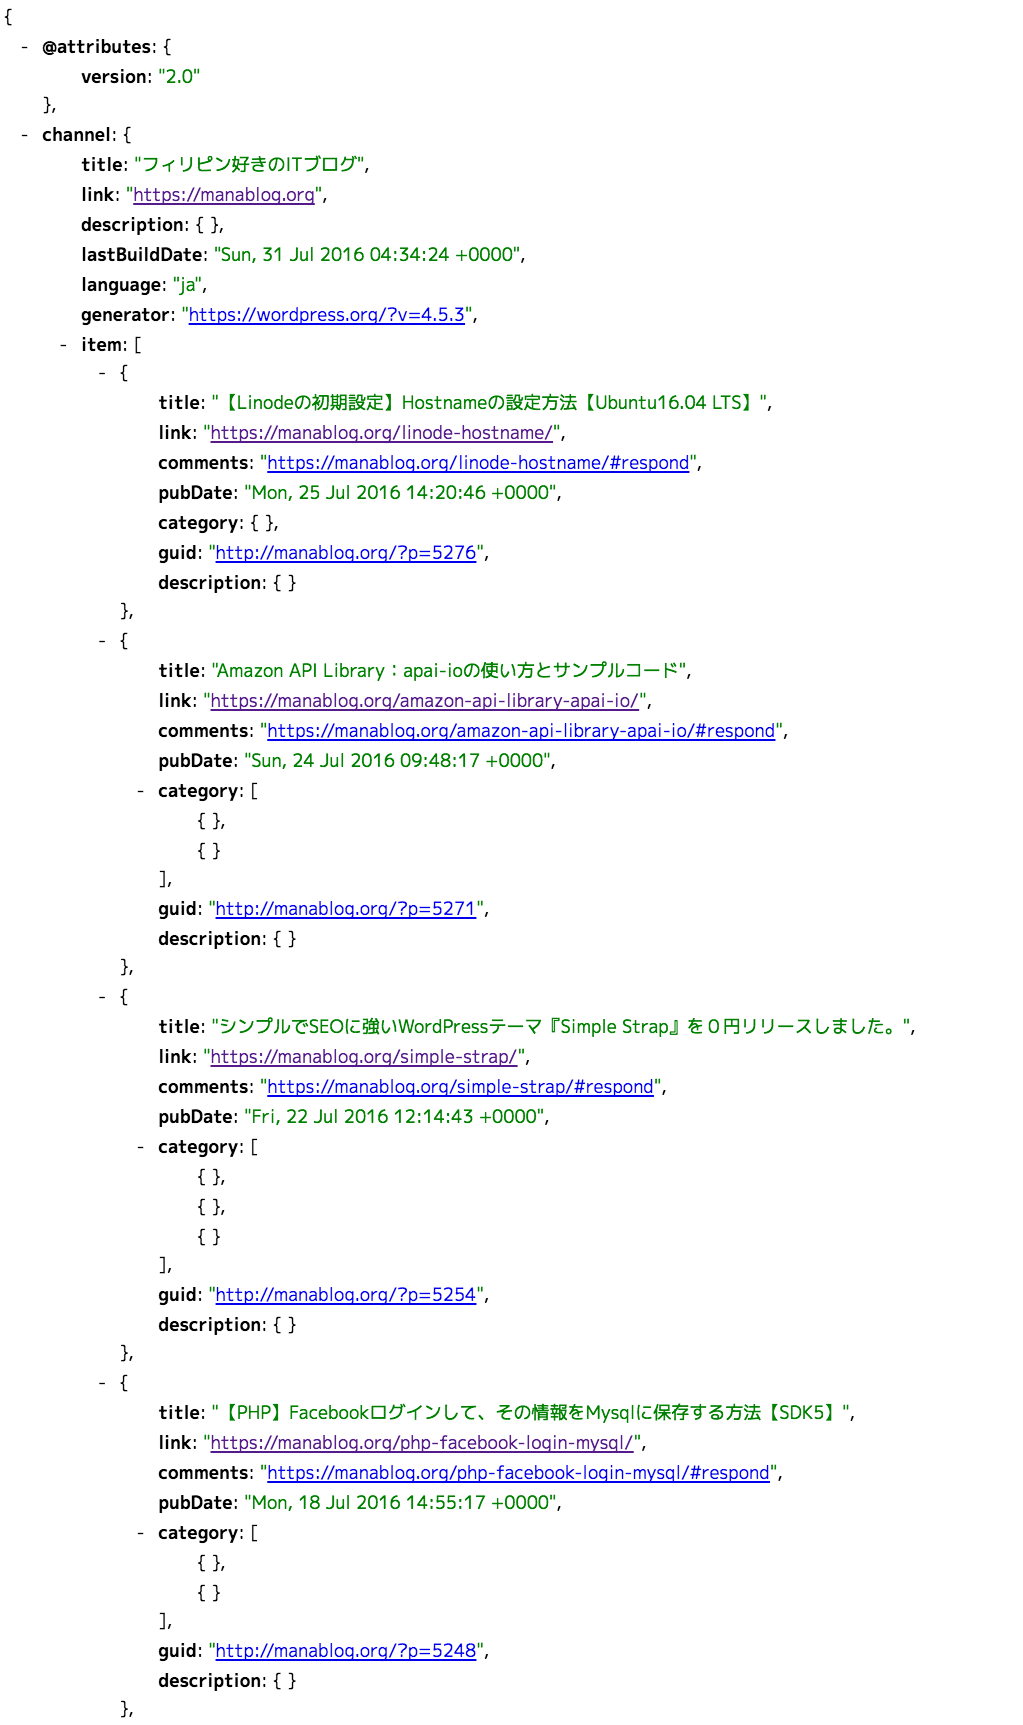 {
- @attributes: {
version: "2.0"
},
- channel: {
title: "フィリピン好きのITブログ",
link: "https://manablog.org",
description: { },
lastBuildDate: "Sun, 31 Jul 2016 04:34:24 +0000",
language: "ja",
generator: "https://wordpress.org/?v=4.5.3",
- item: [
- {
title: "【Linodeの初期設定】Hostnameの設定方法【Ubuntu16.04 LTS】",
link: "https://manablog.org/linode-hostname/",
comments: "https://manablog.org/linode-hostname/#respond",
pubDate: "Mon, 25 Jul 2016 14:20:46 +0000",
category: { },
guid: "http://manablog.org/?p=5276",
description: { }
},
- {
title: "Amazon API Library：apai-ioの使い方とサンプルコード",
link: "https://manablog.org/amazon-api-library-apai-io/",
comments: "https://manablog.org/amazon-api-library-apai-io/#respond",
pubDate: "Sun, 24 Jul 2016 09:48:17 +0000",
- category: [
{ },
{ }
],
guid: "http://manablog.org/?p=5271",
description: { }
},
- {
title: "シンプルでSEOに強いWordPressテーマ『Simple Strap』を０円リリースしました。",
link: "https://manablog.org/simple-strap/",
comments: "https://manablog.org/simple-strap/#respond",
pubDate: "Fri, 22 Jul 2016 12:14:43 +0000",
- category: [
{ },
{ },
{ }
],
guid: "http://manablog.org/?p=5254",
description: { }
},
- {
title: "【PHP】Facebookログインして、その情報をMysqlに保存する方法【SDK5】",
link: "https://manablog.org/php-facebook-login-mysql/",
comments: "https://manablog.org/php-facebook-login-mysql/#respond",
pubDate: "Mon, 18 Jul 2016 14:55:17 +0000",
- category: [
{ },
{ }
],
guid: "http://manablog.org/?p=5248",
description: { }
},